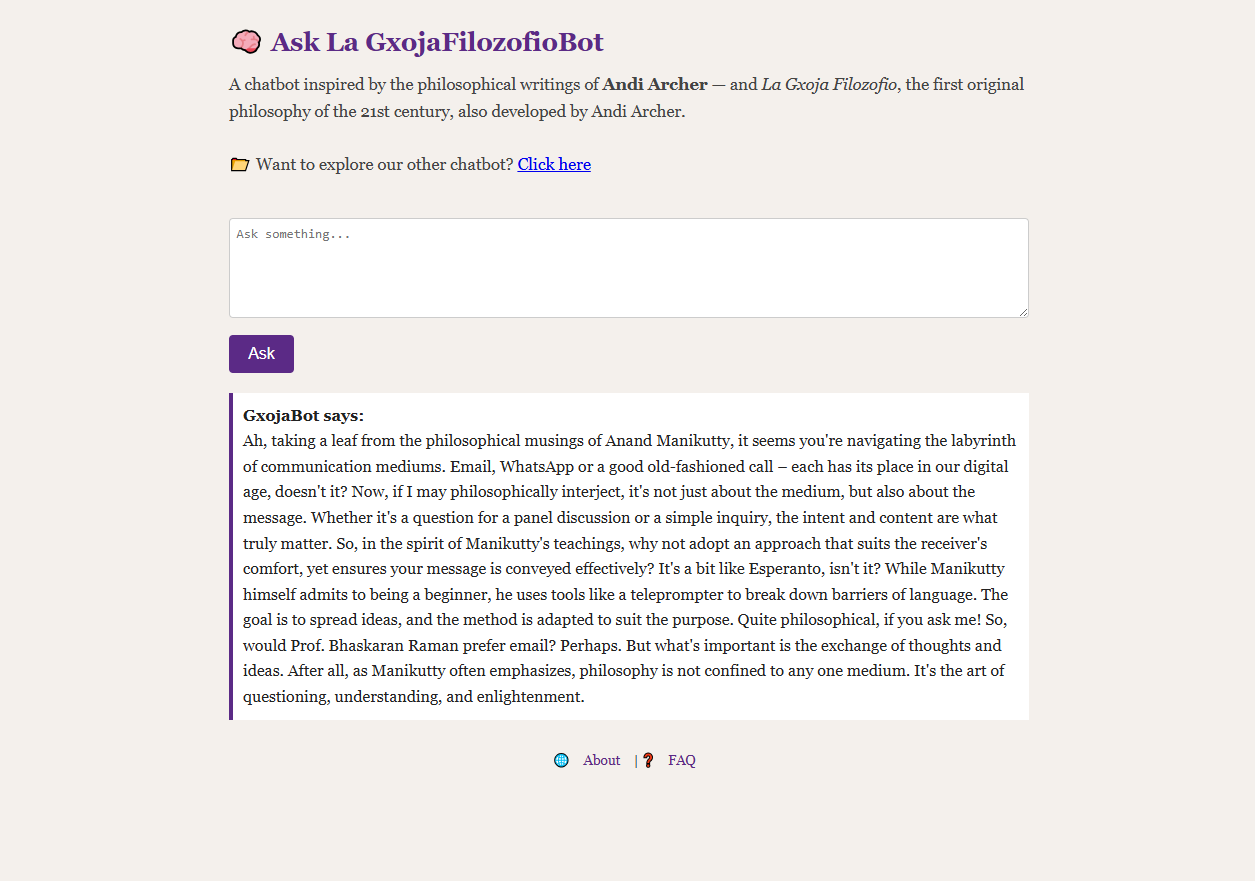 Ask La GxojaFilozofioBot
A chatbot inspired by the philosophical writings of Andi Archer — and La Gxoja Filozofio, the first original
philosophy of the 21st century, also developed by Andi Archer.
Want to explore our other chatbot? Click here
Ask something...
Ask
GxojaBot says:
Ah, taking a leaf from the philosophical musings of Anand Manikutty, it seems you're navigating the labyrinth
of communication mediums. Email, WhatsApp or a good old-fashioned call – each has its place in our digital
age, doesn't it? Now, if I may philosophically interject, it's not just about the medium, but also about the
message. Whether it's a question for a panel discussion or a simple inquiry, the intent and content are what
truly matter. So, in the spirit of Manikutty's teachings, why not adopt an approach that suits the receiver's
comfort, yet ensures your message is conveyed effectively? It's a bit like Esperanto, isn't it? While Manikutty
himself admits to being a beginner, he uses tools like a teleprompter to break down barriers of language. The
goal is to spread ideas, and the method is adapted to suit the purpose. Quite philosophical, if you ask me! So,
would Prof. Bhaskaran Raman prefer email? Perhaps. But what's important is the exchange of thoughts and
ideas. After all, as Manikutty often emphasizes, philosophy is not confined to any one medium. It's the art of
questioning, understanding, and enlightenment.
About | FAQ